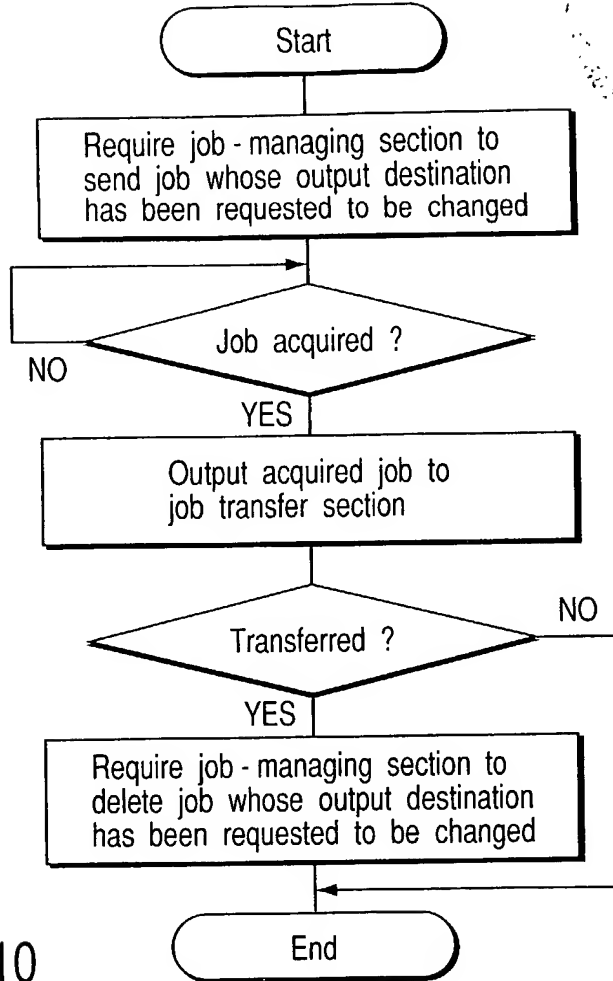 Start
Require job - managing section to
send job whose output destination
has been requested to be changed
Job acquired ?
NO
YES
Output acquired job to
job transfer section
Transferred ?
NO
YES
Require job - managing section to
delete job whose output destination
has been requested to be changed
End
10